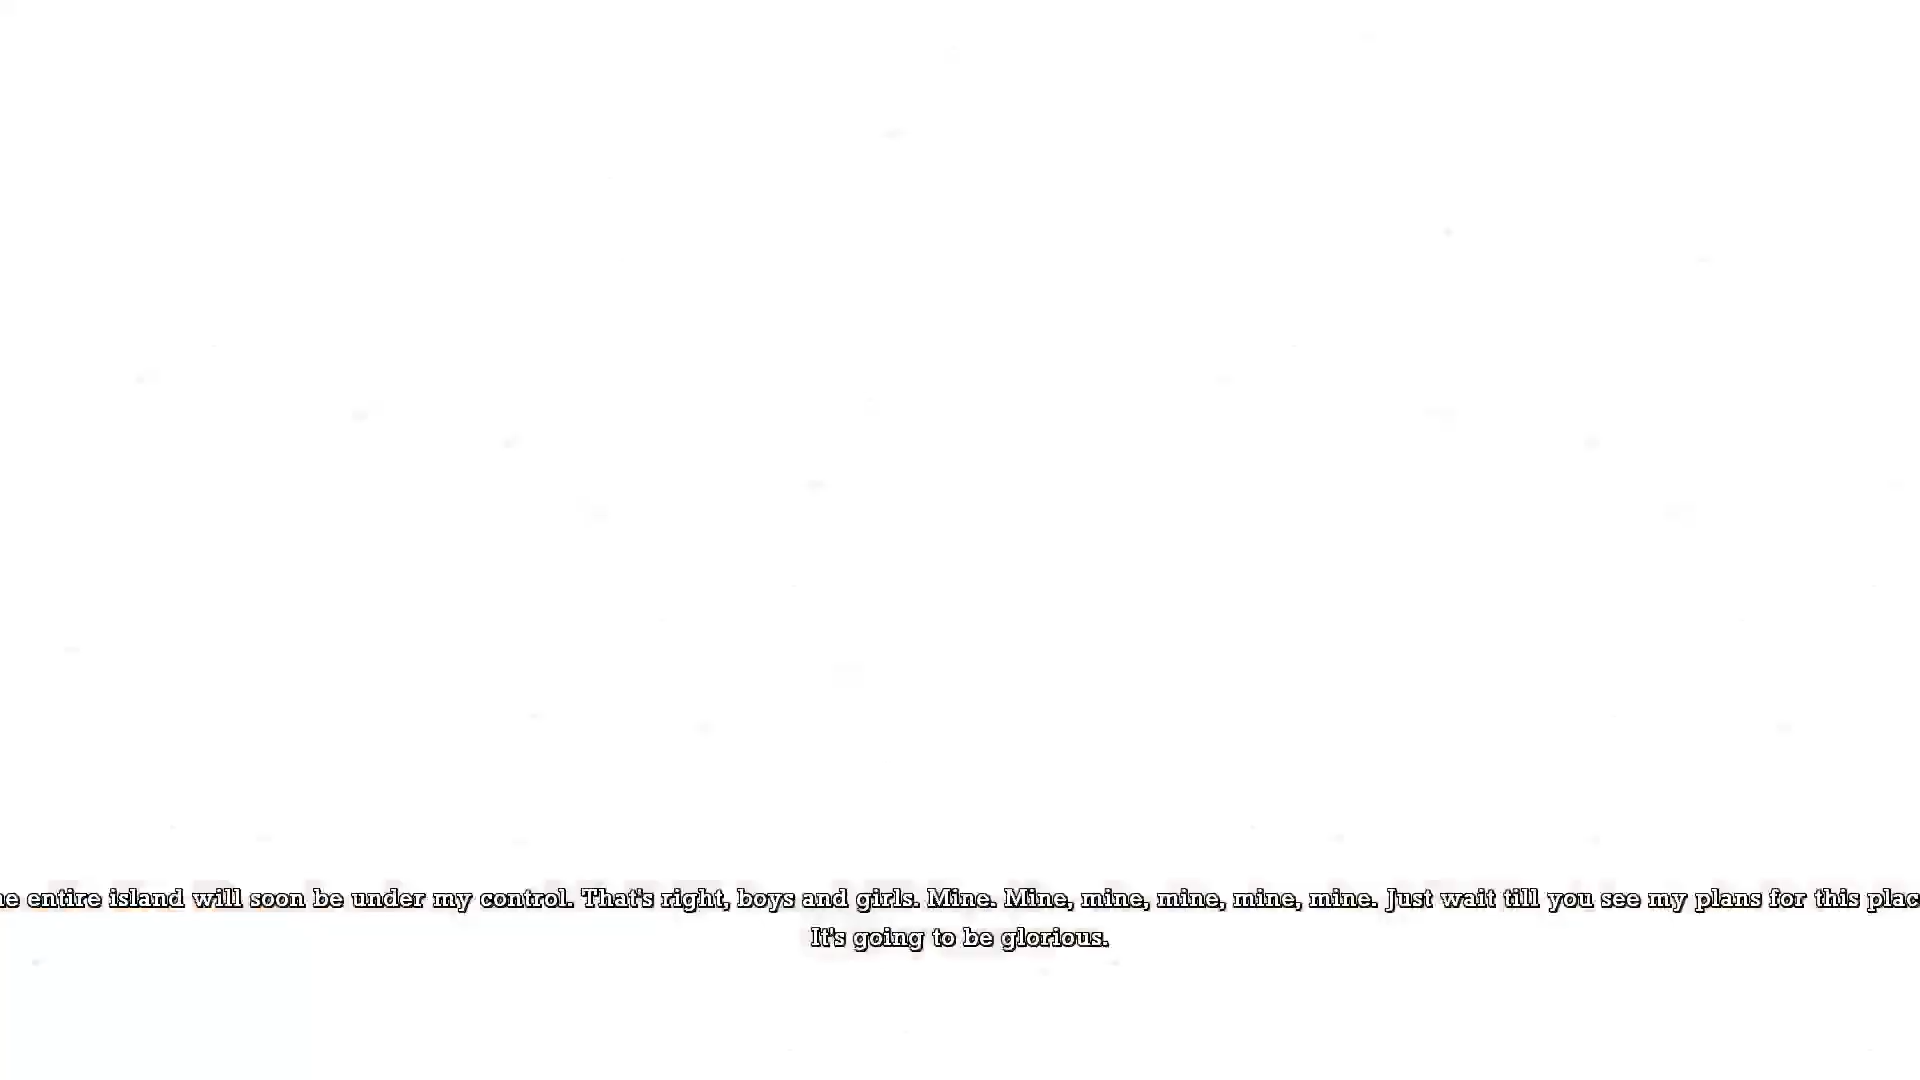 he entire island will soon be under my control. That's right, boys and girls. Mine. Mine, mine, mine, mine, mine. Just wait till you see my plans for this plac
It's going to be glorious.